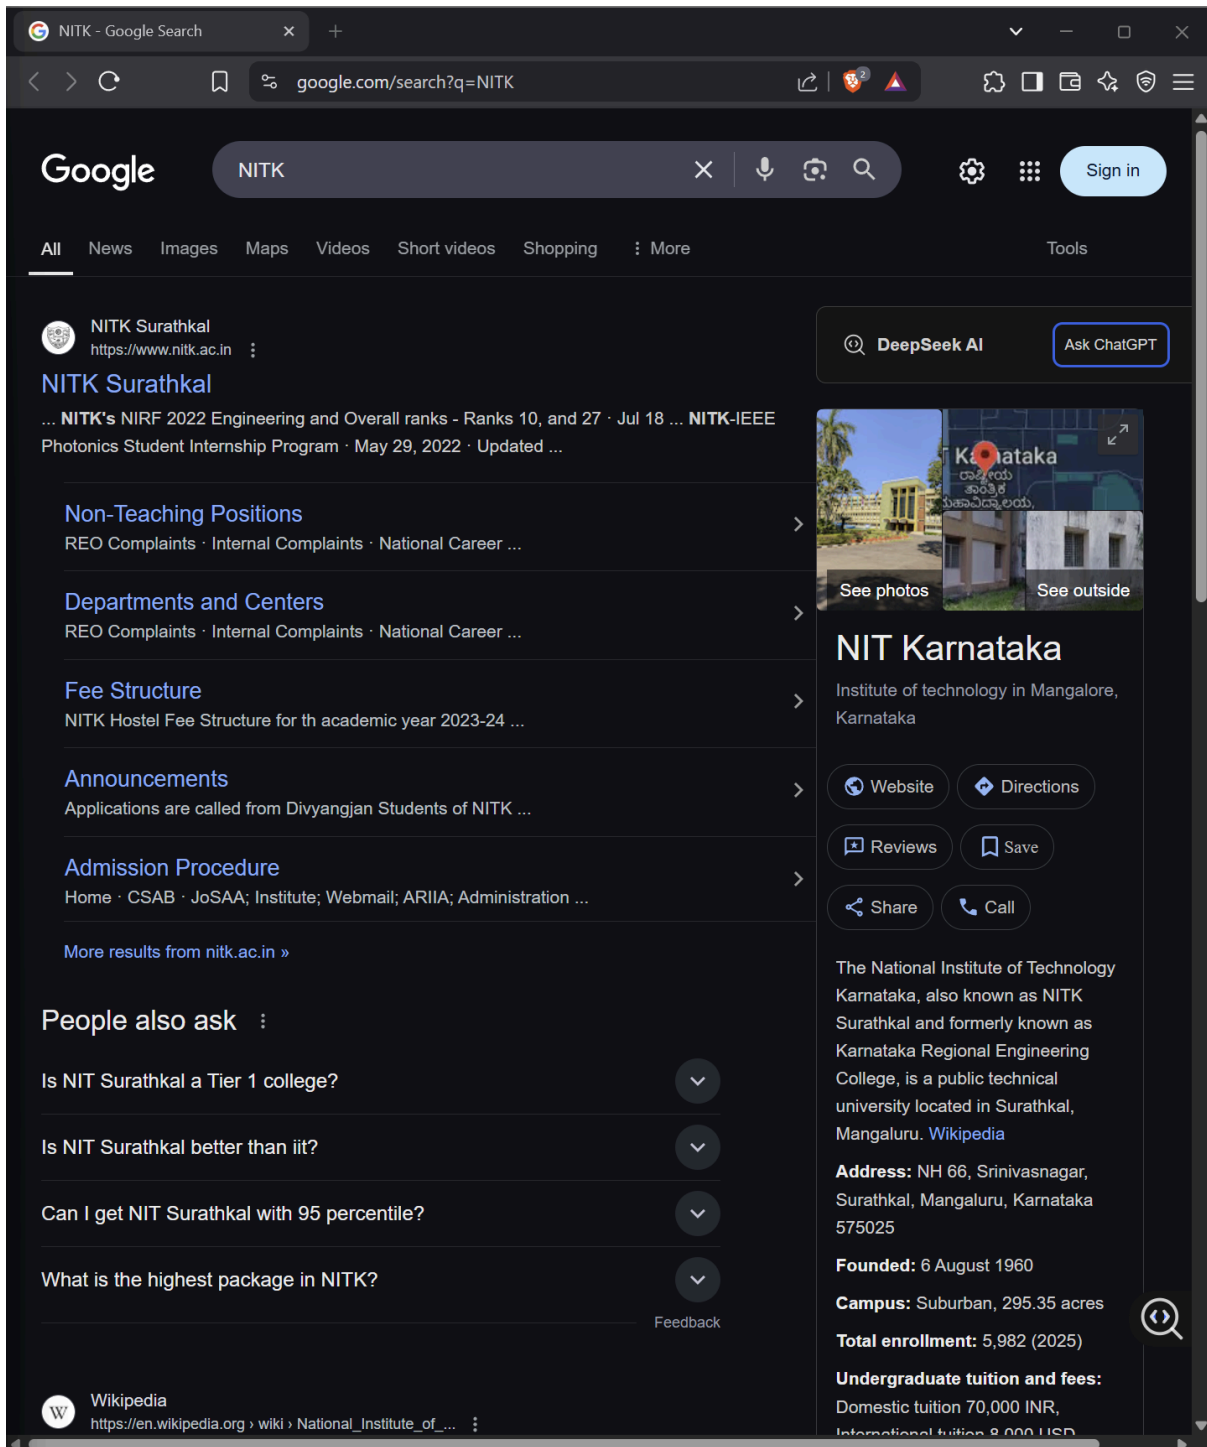 NITK - Google Search
google.com/search?q=NITK
2
Google
NITK
Sign in
All
News
Images
Maps
Videos
Short videos
Shopping
More
Tools
NITK Surathkal
https://www.nitk.ac.in
NITK Surathkal
... NITK's NIRF 2022 Engineering and Overall ranks - Ranks 10, and 27 · Jul 18 ... NITK-IEEE
Photonics Student Internship Program · May 29, 2022 · Updated ...
Non-Teaching Positions
REO Complaints · Internal Complaints · National Career ...
Departments and Centers
REO Complaints · Internal Complaints · National Career ...
Fee Structure
NITK Hostel Fee Structure for th academic year 2023-24 ...
Announcements
Applications are called from Divyangjan Students of NITK ...
Admission Procedure
Home · CSAB · JoSAA; Institute; Webmail; ARIIA; Administration ...
More results from nitk.ac.in »
People also ask
Is NIT Surathkal a Tier 1 college?
Is NIT Surathkal better than iit?
Can I get NIT Surathkal with 95 percentile?
What is the highest package in NITK?
Feedback
Wikipedia
https://en.wikipedia.org › wiki › National_Institute_of_...
W
DeepSeek AI
Ask ChatGPT
ರಾಷ್ಟ್ರೀಯ
ತಾಂತ್ರಿಕ
ಮಹಾವಿದ್ಯಾಲಯ,
See photos
See outside
NIT Karnataka
Institute of technology in Mangalore,
Karnataka
Website
Directions
Reviews
Save
Share
Call
The National Institute of Technology
Karnataka, also known as NITK
Surathkal and formerly known as
Karnataka Regional Engineering
College, is a public technical
university located in Surathkal,
Mangaluru. Wikipedia
Address: NH 66, Srinivasnagar,
Surathkal, Mangaluru, Karnataka
575025
Founded: 6 August 1960
Campus: Suburban, 295.35 acres
Total enrollment: 5,982 (2025)
Undergraduate tuition and fees:
Domestic tuition 70,000 INR,
International tuition 8,000 USD